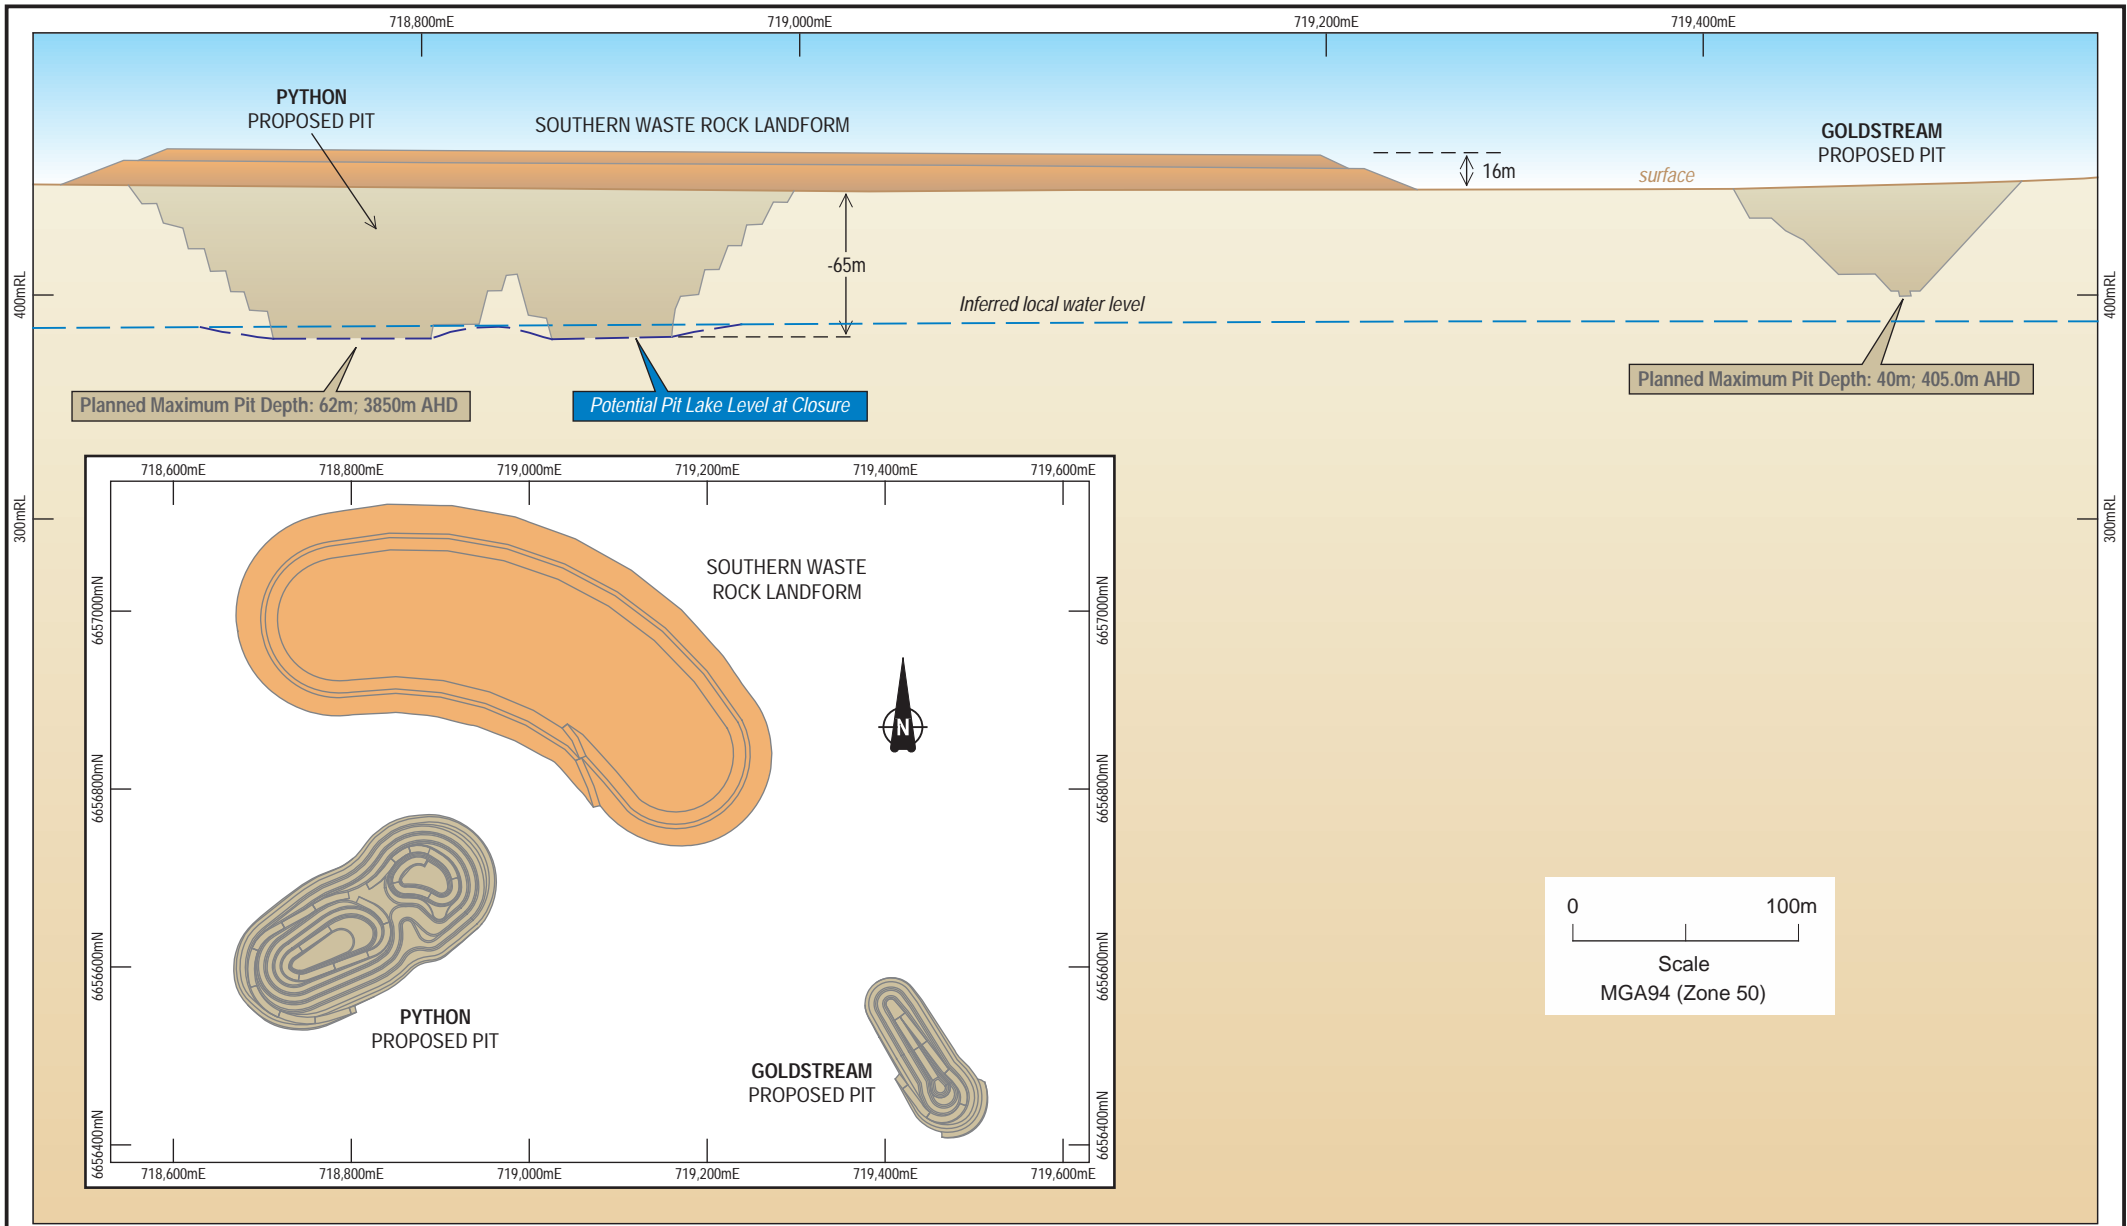 718,800mE
719,000mE
719,200mE
719,400mE
PYTHON
PROPOSED PIT
SOUTHERN WASTE ROCK LANDFORM
GOLDSTREAM
PROPOSED PIT
16m
surface
-65m
400mRL
400mRL
Inferred local water level
Planned Maximum Pit Depth: 62m; 3850m AHD
Potential Pit Lake Level at Closure
Planned Maximum Pit Depth: 40m; 405.0m AHD
300mRL
300mRL
718,600mE
718,800mE
719,000mE
719,200mE
719,400mE
719,600mE
SOUTHERN WASTE
ROCK LANDFORM
6657000mN
6657000mN
N
6656800mN
6656800mN
6656600mN
6656600mN
PYTHON
PROPOSED PIT
GOLDSTREAM
PROPOSED PIT
6656400mN
6656400mN
718,600mE
718,800mE
719,000mE
719,200mE
719,400mE
719,600mE
0
100m
Scale
MGA94 (Zone 50)